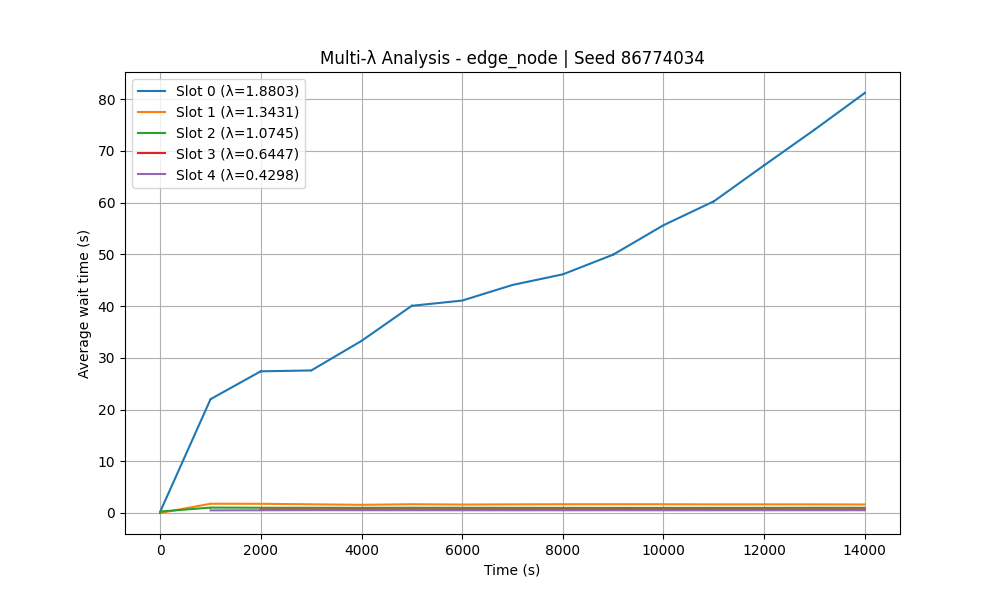 Multi-λ Analysis - edge_node | Seed 86774034
Slot 0 (λ=1.8803)
Slot 1 (λ=1.3431)
Slot 2 (λ=1.0745)
Slot 3 (λ=0.6447)
Slot 4 (λ=0.4298)
Average wait time (s)
80
70
60
50
40
30
20
10
0
0 2000 4000 6000 8000 10000 12000 14000
Time (s)